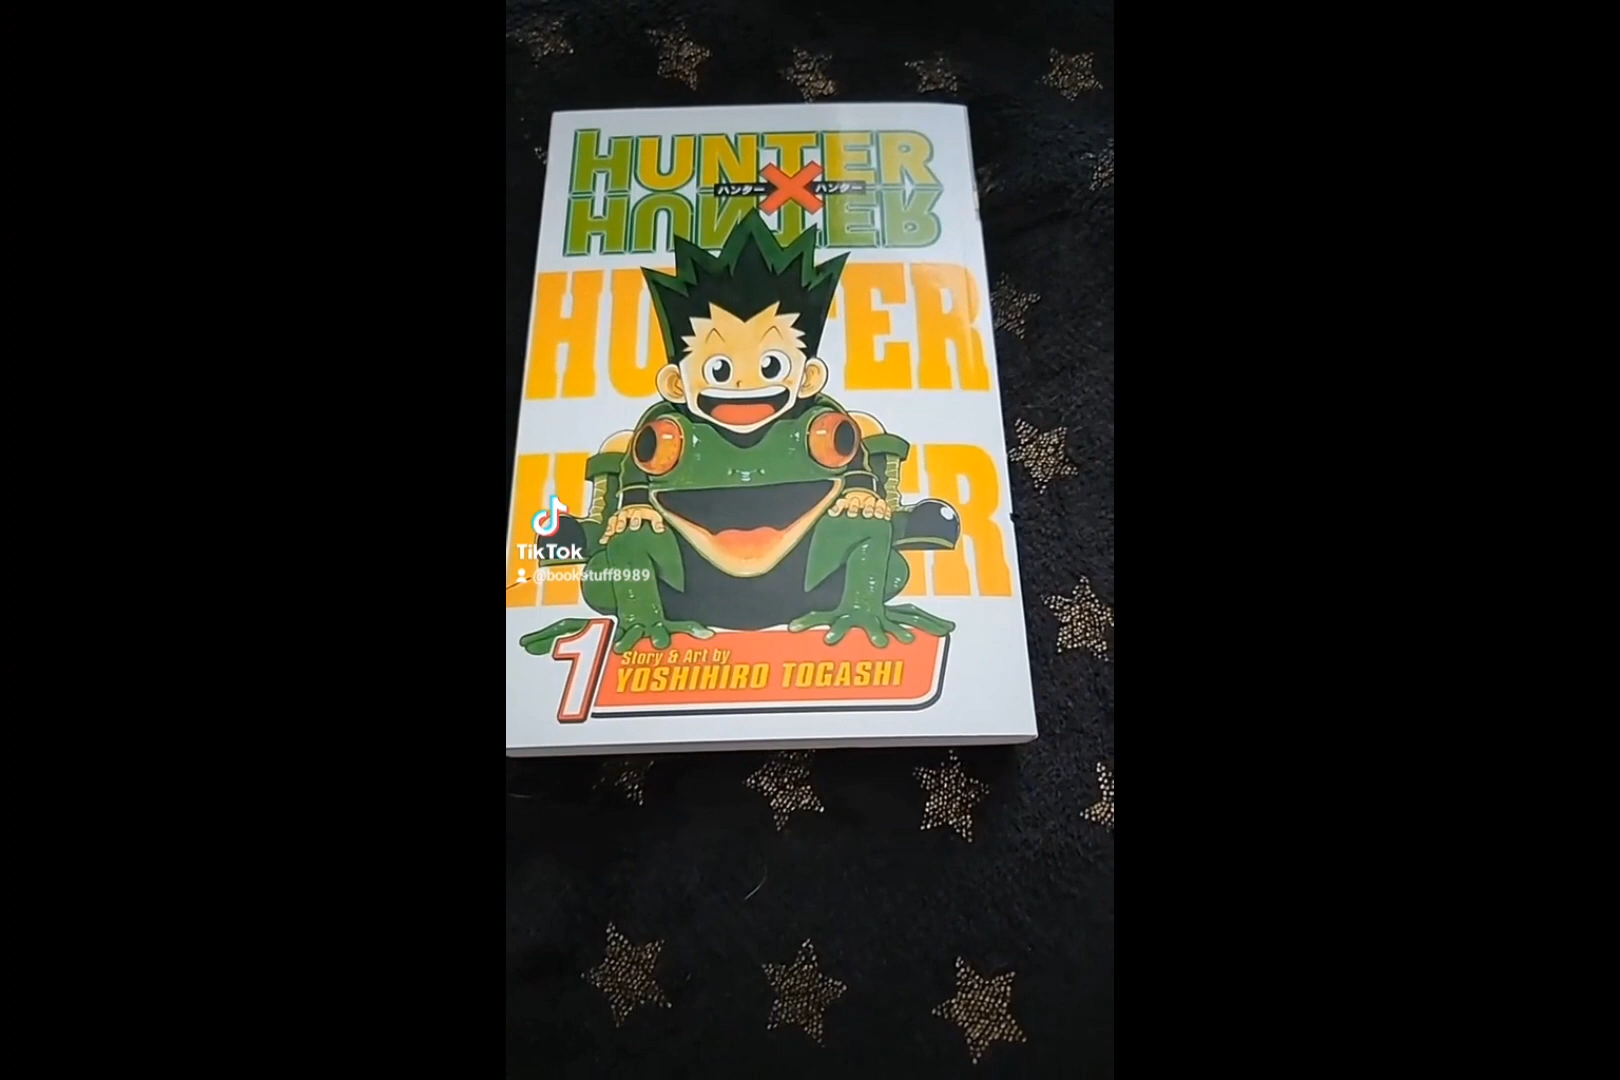 HUNTER
ハンター X ハンター
HUNTER
HUNTER
HUNTER
TikTok
@bookstuff8989
1
Story & Art by
YOSHIHIRO TOGASHI